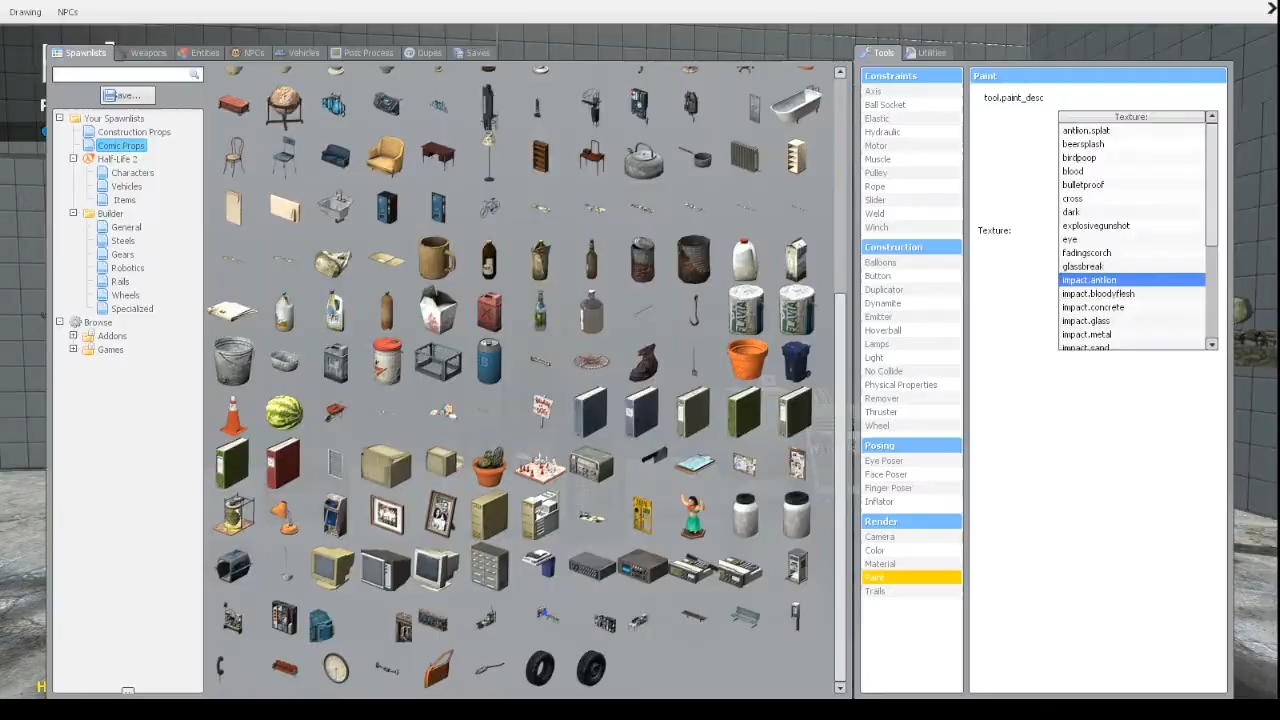 Drawing NPCs
Spawnlists Weapons Entities NPCs Vehicles Post Process Dupes Saves
Tools Utilities
Save...
Your Spawnlists
Construction Props
Comic Props
Half-Life 2
Characters
Vehicles
Items
Builder
General
Steels
Gears
Robotics
Rails
Wheels
Specialized
Browse
Addons
Games
Constraints
Axis
Ball Socket
Elastic
Hydraulic
Motor
Muscle
Pulley
Rope
Slider
Weld
Winch
Construction
Balloons
Button
Duplicator
Dynamite
Emitter
Hoverball
Lamps
Light
No Collide
Physical Properties
Remover
Thruster
Wheel
Posing
Eye Poser
Face Poser
Finger Poser
Inflator
Render
Camera
Color
Material
Paint
Trails
Paint
tool.paint_desc
Texture:
Texture:
antlion.splat
beersplash
birdpoop
blood
bulletproof
cross
dark
explosivegunshot
eye
fadingscorch
glassbreak
impact.antlion
impact.bloodyflesh
impact.concrete
impact.glass
impact.metal
impact.sand
H